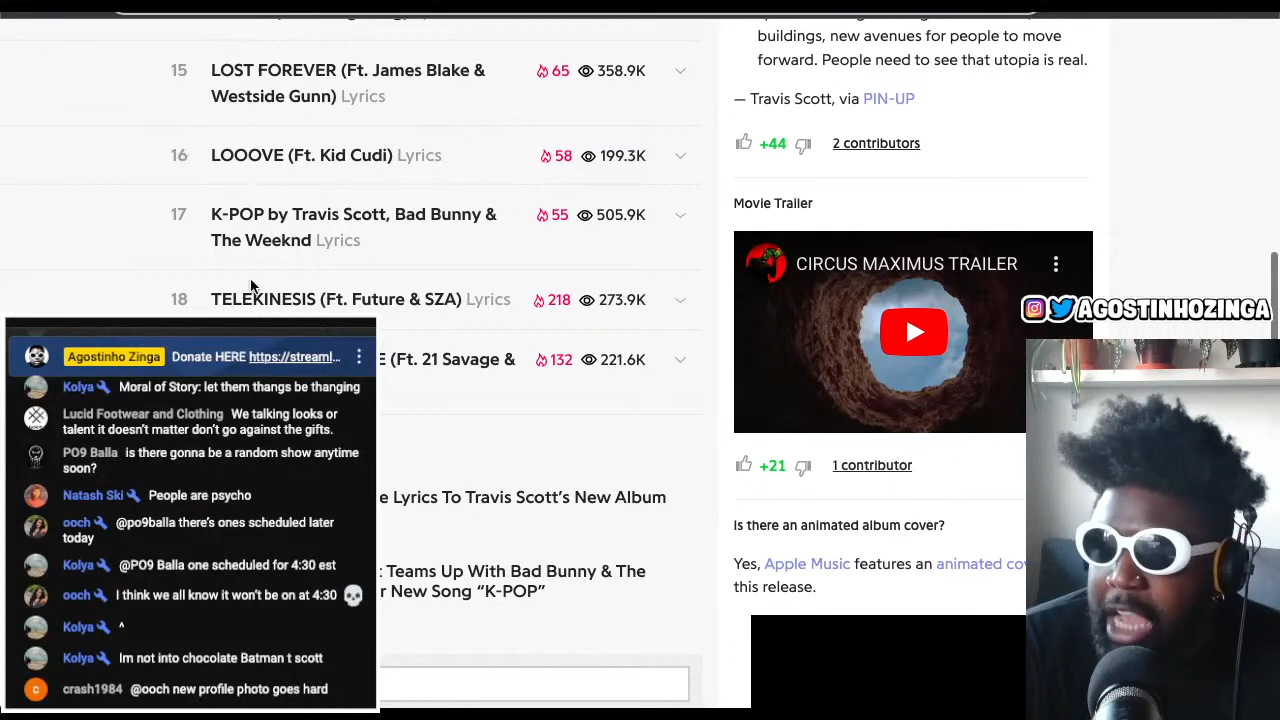 15 LOST FOREVER (Ft. James Blake & 65 358.9K
Westside Gunn) Lyrics
16 LOOOVE (Ft. Kid Cudi) Lyrics 58 199.3K
17 K-POP by Travis Scott, Bad Bunny & 55 505.9K
The Weeknd Lyrics
18 TELEKINESIS (Ft. Future & SZA) Lyrics 218 273.9K
E (Ft. 21 Savage & 132 221.6K
e Lyrics To Travis Scott’s New Album
t Teams Up With Bad Bunny & The
r New Song “K-POP”
buildings, new avenues for people to move
forward. People need to see that utopia is real.
— Travis Scott, via PIN-UP
+44 2 contributors
Movie Trailer
CIRCUS MAXIMUS TRAILER
+21 1 contributor
Is there an animated album cover?
Yes, Apple Music features an animated co
this release.
AGOSTINHOZINGA
Agostinho Zinga Donate HERE https://streaml...
Kolya Moral of Story: let them thangs be thanging
Lucid Footwear and Clothing We talking looks or
talent it doesn’t matter don’t go against the gifts.
PO9 Balla is there gonna be a random show anytime
soon?
Natash Ski People are psycho
ooch @po9balla there’s ones scheduled later
today
Kolya @PO9 Balla one scheduled for 4:30 est
ooch I think we all know it won’t be on at 4:30 💀
Kolya ^
Kolya Im not into chocolate Batman t scott
c crash1984 @ooch new profile photo goes hard